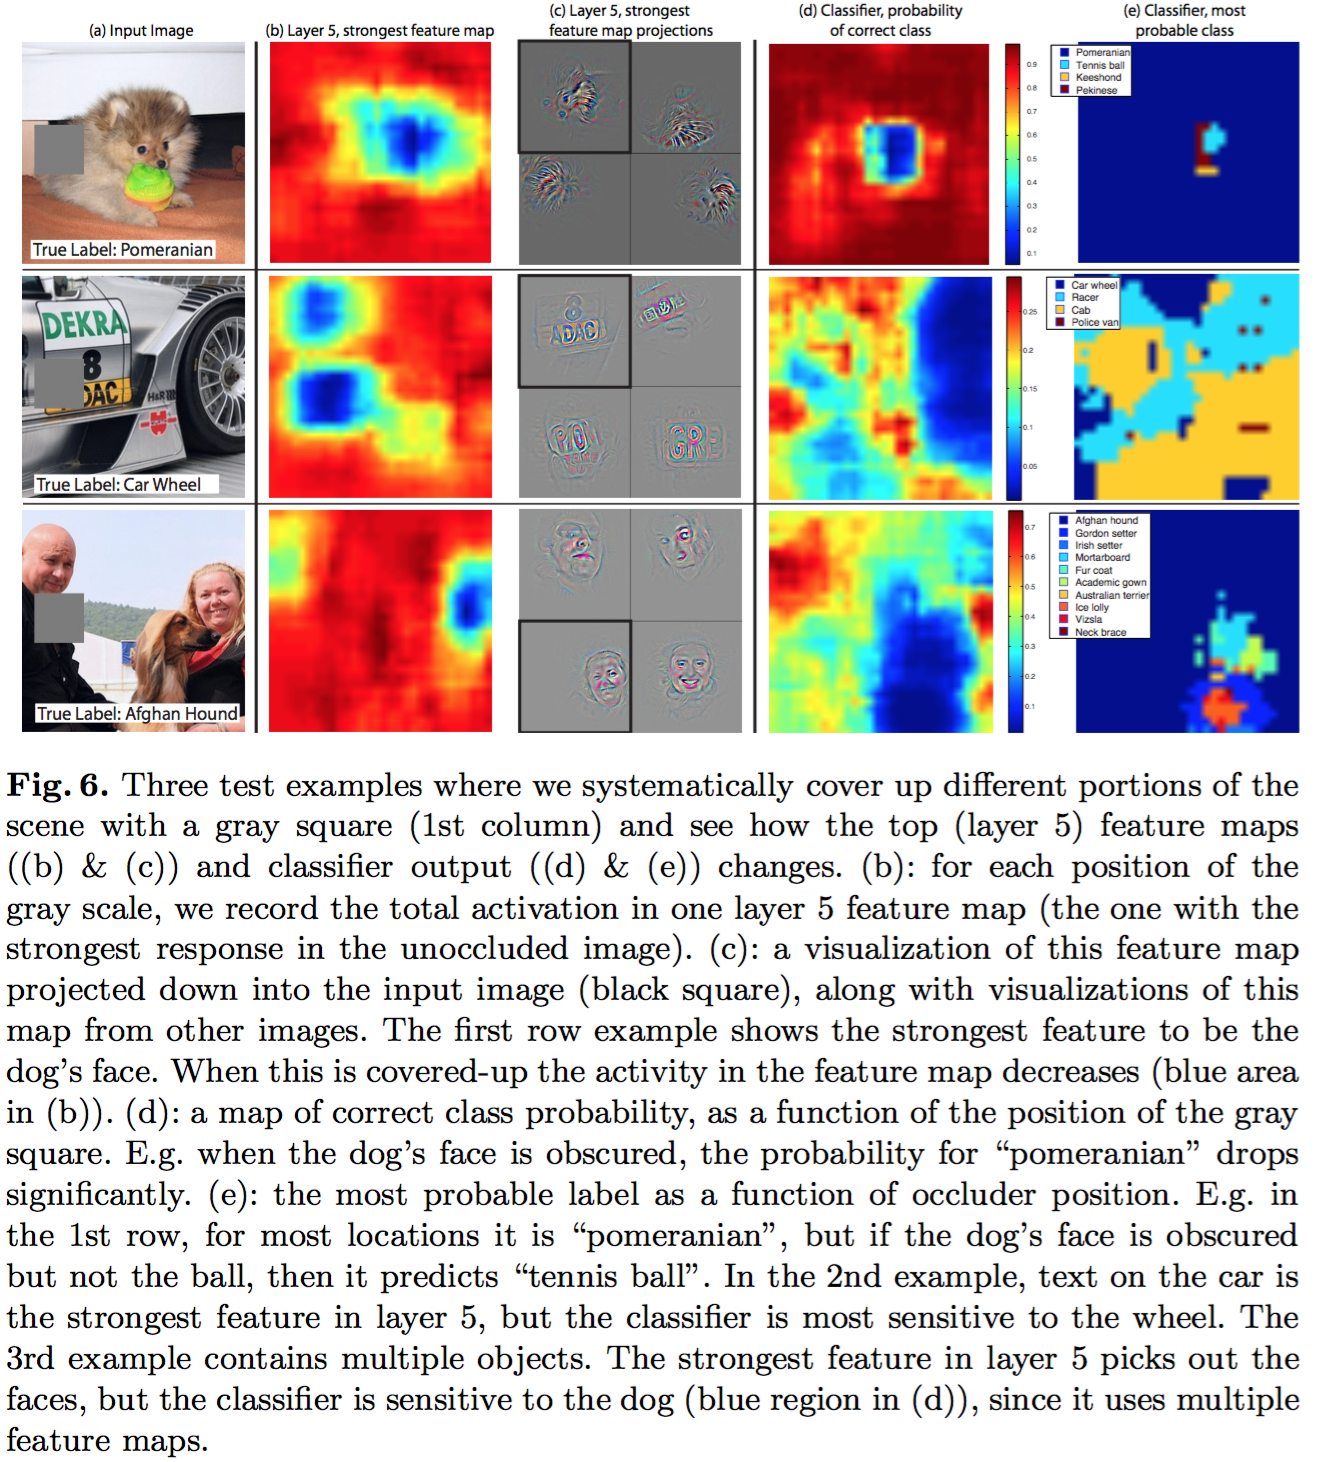 (a) Input Image
(b) Layer 5, strongest feature map
(c) Layer 5, strongest
feature map projections
(d) Classifier, probability
of correct class
(e) Classifier, most
probable class
True Label: Pomeranian
0.9
0.8
0.7
0.6
0.5
0.4
0.3
0.2
0.1
Pomeranian
Tennis ball
Keeshond
Pekinese
DEKRA
8
DAC
True Label: Car Wheel
ADAC
GR
0.25
0.2
0.15
0.1
0.05
Car wheel
Racer
Cab
Police van
True Label: Afghan Hound
0.7
0.6
0.5
0.4
0.3
0.2
0.1
Afghan hound
Gordon setter
Irish setter
Mortarboard
Fur coat
Academic gown
Australian terrier
Ice lolly
Vizsla
Neck brace
Fig. 6. Three test examples where we systematically cover up different portions of the
scene with a gray square (1st column) and see how the top (layer 5) feature maps
((b) & (c)) and classifier output ((d) & (e)) changes. (b): for each position of the
gray scale, we record the total activation in one layer 5 feature map (the one with the
strongest response in the unoccluded image). (c): a visualization of this feature map
projected down into the input image (black square), along with visualizations of this
map from other images. The first row example shows the strongest feature to be the
dog's face. When this is covered-up the activity in the feature map decreases (blue area
in (b)). (d): a map of correct class probability, as a function of the position of the gray
square. E.g. when the dog's face is obscured, the probability for “pomeranian” drops
significantly. (e): the most probable label as a function of occluder position. E.g. in
the 1st row, for most locations it is “pomeranian”, but if the dog's face is obscured
but not the ball, then it predicts “tennis ball”. In the 2nd example, text on the car is
the strongest feature in layer 5, but the classifier is most sensitive to the wheel. The
3rd example contains multiple objects. The strongest feature in layer 5 picks out the
faces, but the classifier is sensitive to the dog (blue region in (d)), since it uses multiple
feature maps.